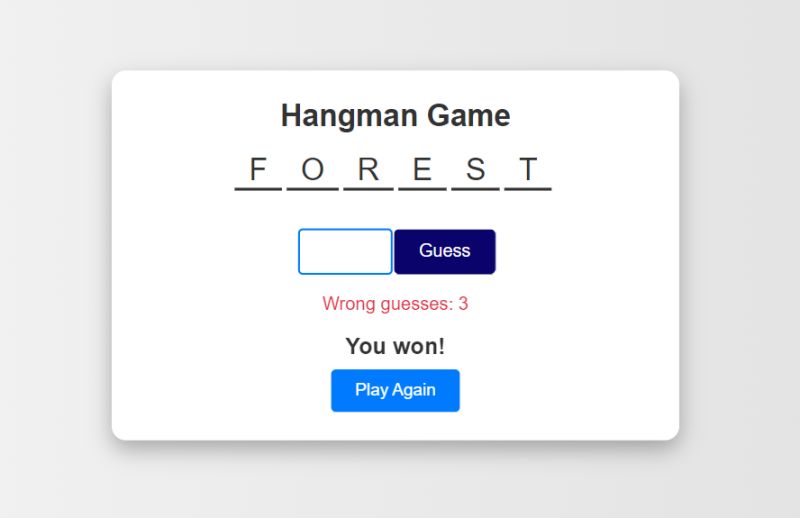 Hangman Game
F O R E S T
Guess
Wrong guesses: 3
You won!
Play Again